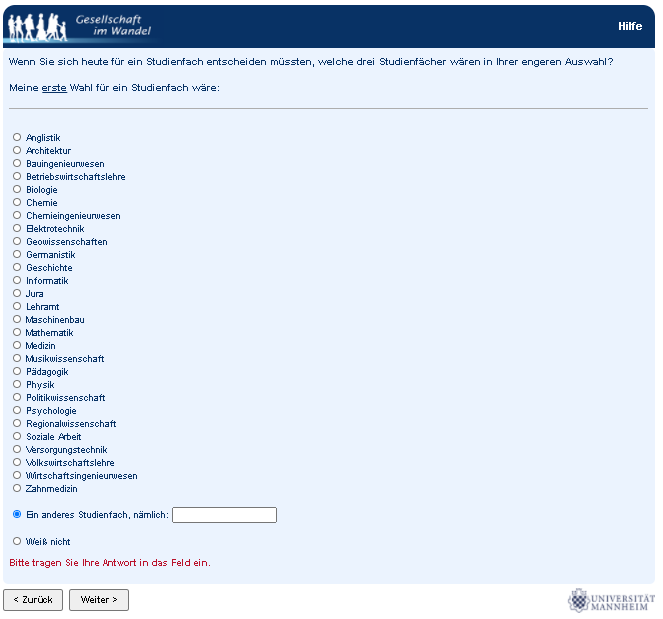 Gesellschaft
im Wandel
Hilfe
Wenn Sie sich heute für ein Studienfach entscheiden müssten, welche drei Studienfächer wären in Ihrer engeren Auswahl?
Meine erste Wahl für ein Studienfach wäre:
Anglistik
Architektur
Bauingenieurwesen
Betriebswirtschaftslehre
Biologie
Chemie
Chemieingenieurwesen
Elektrotechnik
Geowissenschaften
Germanistik
Geschichte
Informatik
Jura
Lehramt
Maschinenbau
Mathematik
Medizin
Musikwissenschaft
Pädagogik
Physik
Politikwissenschaft
Psychologie
Regionalwissenschaft
Soziale Arbeit
Versorgungstechnik
Volkswirtschaftslehre
Wirtschaftsingenieurwesen
Zahnmedizin
Ein anderes Studienfach, nämlich:
Weiß nicht
Bitte tragen Sie Ihre Antwort in das Feld ein.
< Zurück Weiter >
UNIVERSITÄT
MANNHEIM